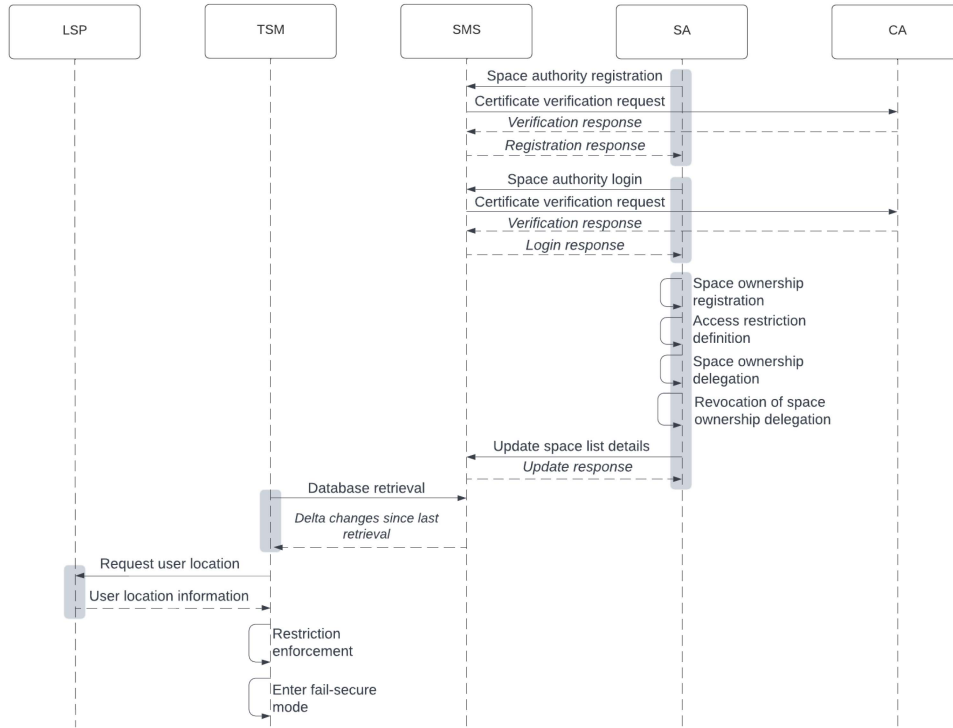 LSP
TSM
SMS
SA
CA
Space authority registration
Certificate verification request
Verification response
Registration response
Space authority login
Certificate verification request
Verification response
Login response
Space ownership
registration
Access restriction
definition
Space ownership
delegation
Revocation of space
ownership delegation
Update space list details
Update response
Database retrieval
Delta changes since last
retrieval
Request user location
User location information
Restriction
enforcement
Enter fail-secure
mode